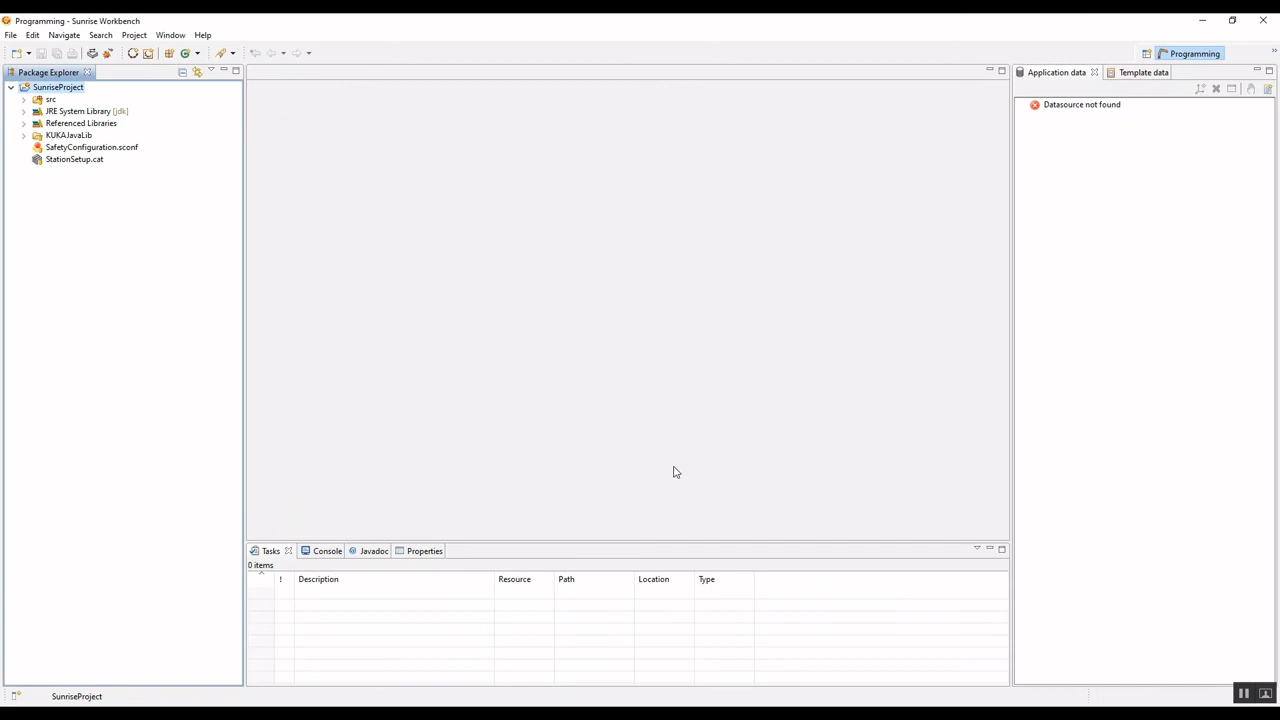 Programming - Sunrise Workbench
File Edit Navigate Search Project Window Help
Programming
Package Explorer
SunriseProject
src
JRE System Library [jdk]
Referenced Libraries
KUKAJavaLib
SafetyConfiguration.sconf
StationSetup.cat
Application data
Template data
Datasource not found
Tasks
Console
Javadoc
Properties
0 items
! Description Resource Path Location Type
SunriseProject